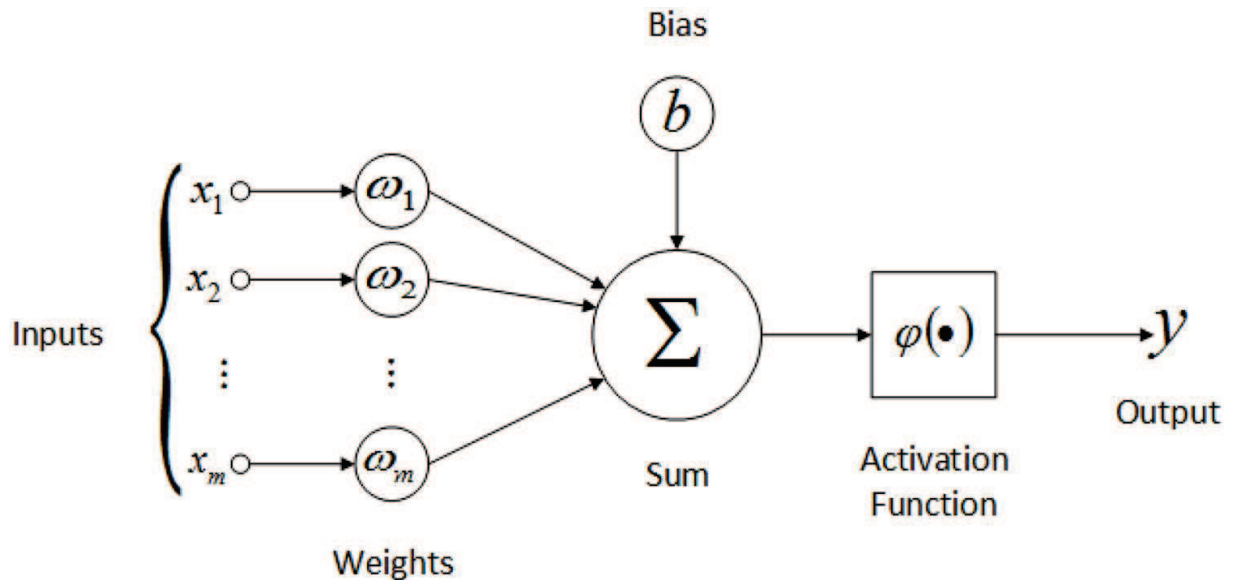 Bias
b
x₁
ω₁
x₂
ω₂
Inputs
⋮
⋮
Σ
φ(•)
y
Output
xₘ
ωₘ
Sum
Activation
Function
Weights